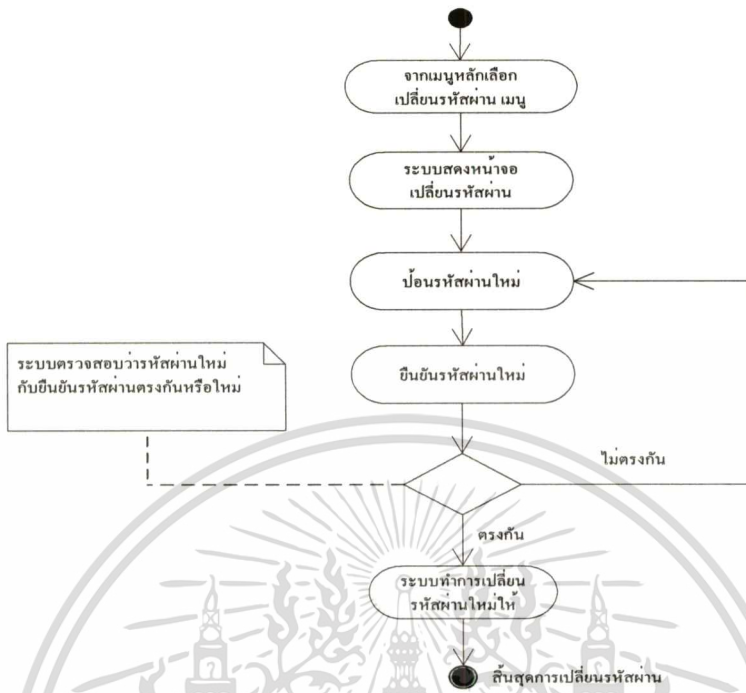 จากเมนูหลักเลือก
เปลี่ยนรหัสผ่าน เมนู
ระบบสดงหน้าจอ
เปลี่ยนรหัสผ่าน
ป้อนรหัสผ่านใหม่
ระบบตรวจสอบว่ารหัสผ่านใหม่
กับยืนยันรหัสผ่านตรงกันหรือใหม่
ยืนยันรหัสผ่านใหม่
ไม่ตรงกัน
ตรงกัน
ระบบทำการเปลี่ยน
รหัสผ่านใหม่ให้
สิ้นสุดการเปลี่ยนรหัสผ่าน